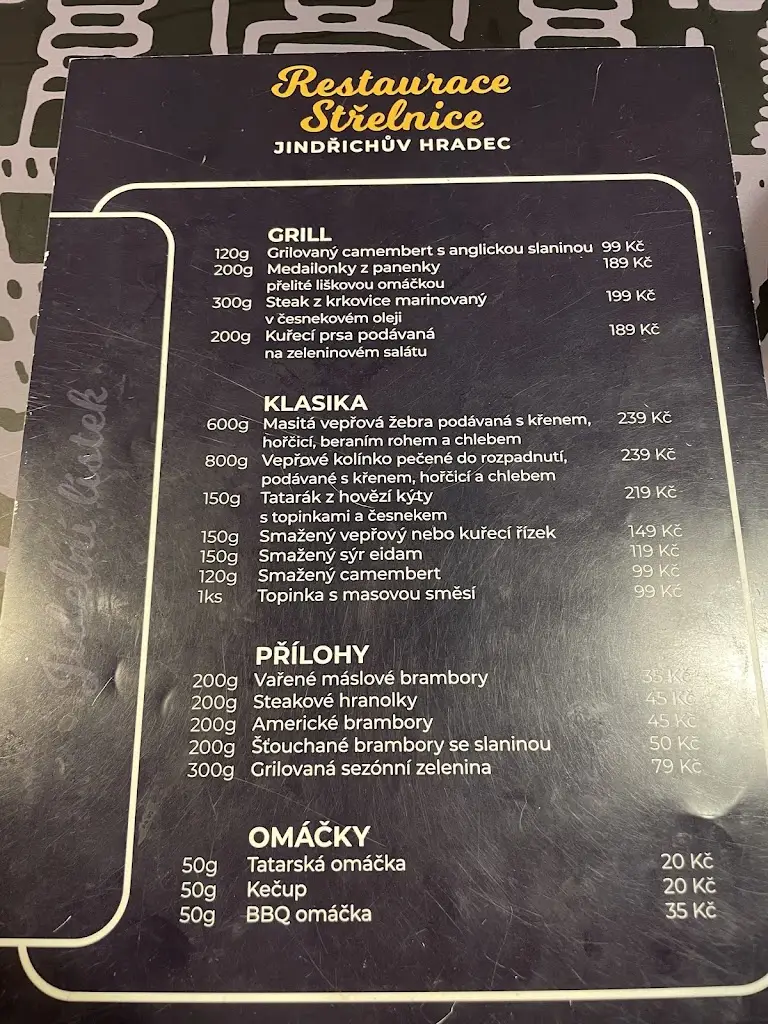 Restaurace
Střelnice
JINDŘICHŮV HRADEC
Jídelní lístek
GRILL
120g Grilovaný camembert s anglickou slaninou 99 Kč
200g Medailonky z panenky 189 Kč
přelité liškovou omáčkou
300g Steak z krkovice marinovaný 199 Kč
v česnekovém oleji
200g Kuřecí prsa podávaná 189 Kč
na zeleninovém salátu
KLASIKA
600g Masitá vepřová žebra podávaná s křenem, 239 Kč
hořčicí, beraním rohem a chlebem
800g Vepřové kolínko pečené do rozpadnutí, 239 Kč
podávané s křenem, hořčicí a chlebem
150g Tatarák z hovězí kýty 219 Kč
s topinkami a česnekem
150g Smažený vepřový nebo kuřecí řízek 149 Kč
150g Smažený sýr eidam 119 Kč
120g Smažený camembert 99 Kč
1ks Topinka s masovou směsí 99 Kč
PŘÍLOHY
200g Vařené máslové brambory 35 Kč
200g Steakové hranolky 45 Kč
200g Americké brambory 45 Kč
200g Šťouchané brambory se slaninou 50 Kč
300g Grilovaná sezónní zelenina 79 Kč
OMÁČKY
50g Tatarská omáčka 20 Kč
50g Kečup 20 Kč
50g BBQ omáčka 35 Kč